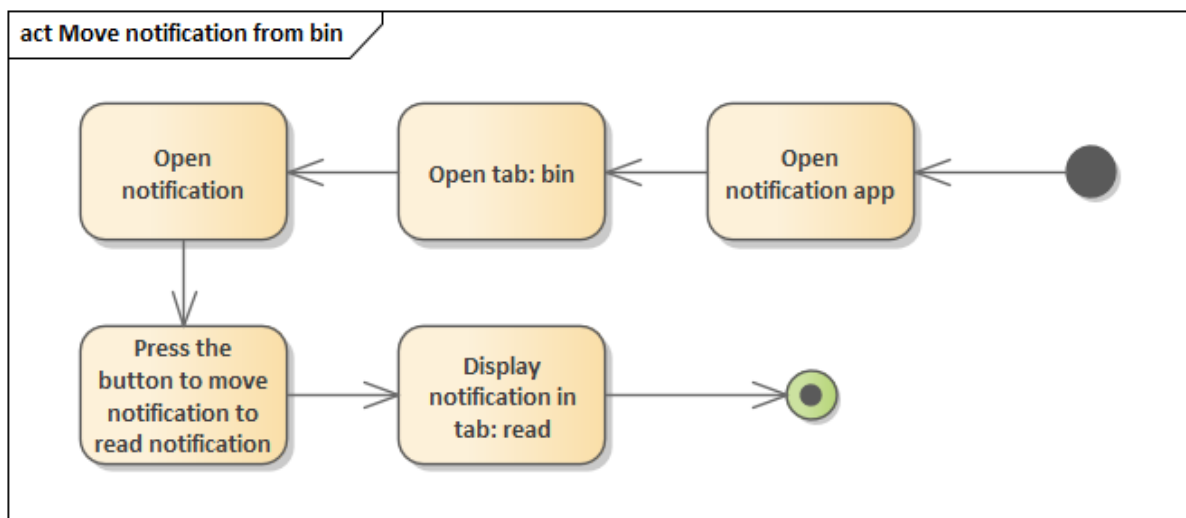 act Move notification from bin
Open
notification
Open tab: bin
Open
notification app
Press the
button to move
notification to
read notification
Display
notification in
tab: read